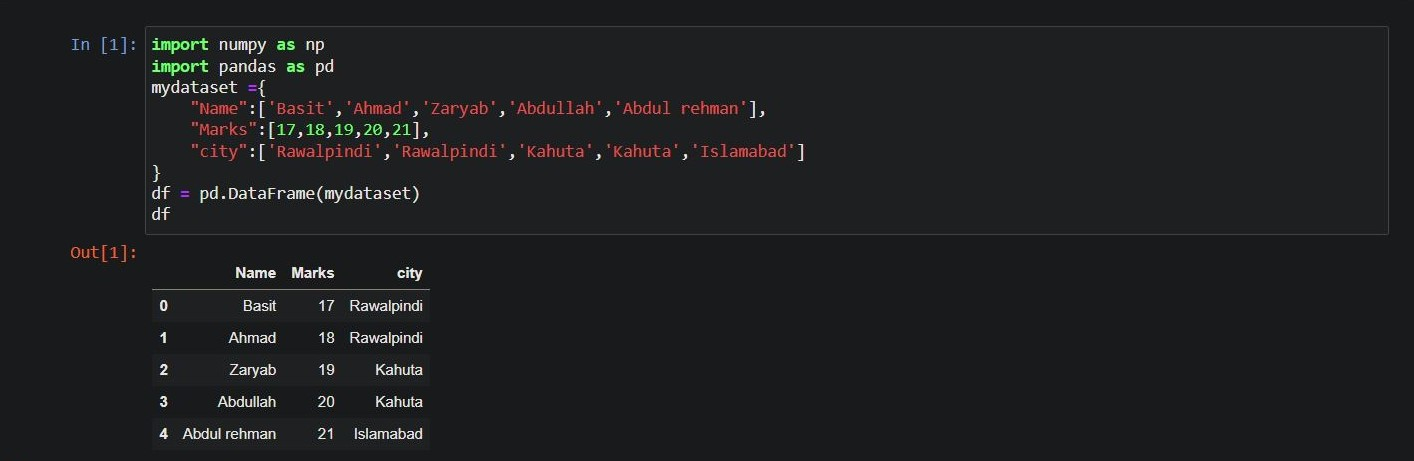 In [1]: import numpy as np
import pandas as pd
mydataset ={
    "Name":['Basit','Ahmad','Zaryab','Abdullah','Abdul rehman'],
    "Marks":[17,18,19,20,21],
    "city":['Rawalpindi','Rawalpindi','Kahuta','Kahuta','Islamabad']
}
df = pd.DataFrame(mydataset)
df
Out[1]:
Name Marks city
0 Basit 17 Rawalpindi
1 Ahmad 18 Rawalpindi
2 Zaryab 19 Kahuta
3 Abdullah 20 Kahuta
4 Abdul rehman 21 Islamabad